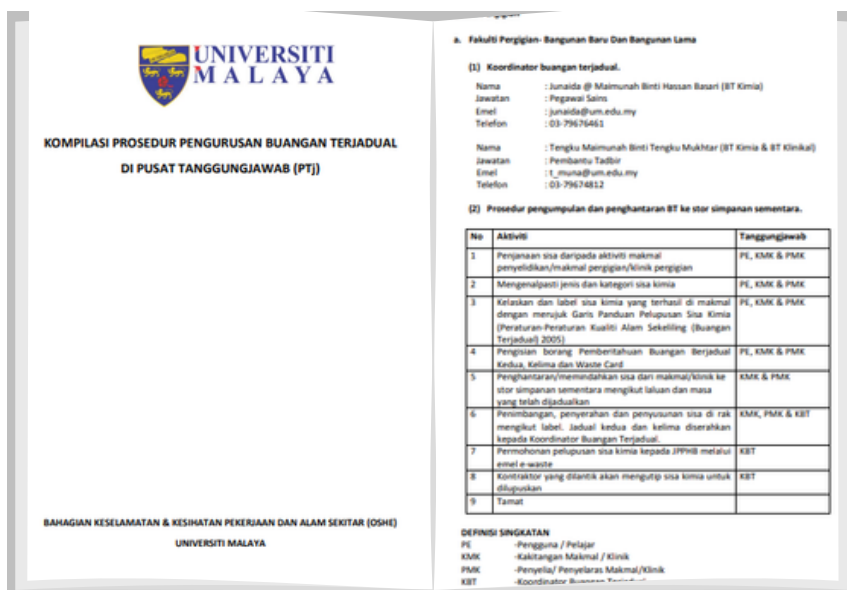 UNIVERSITI
MALAYA
KOMPILASI PROSEDUR PENGURUSAN BUANGAN TERJADUAL
DI PUSAT TANGGUNGJAWAB (PTj)
BAHAGIAN KESELAMATAN & KESIHATAN PEKERJAAN DAN ALAM SEKITAR (OSHE)
UNIVERSITI MALAYA
a. Fakulti Pergigian- Bangunan Baru Dan Bangunan Lama
(1) Koordinator buangan terjadual.
Nama : Junaida @ Maimunah Binti Hassan Basari (BT Kimia)
Jawatan : Pegawai Sains
Emel : junaida@um.edu.my
Telefon : 03-79676461
Nama : Tengku Maimunah Binti Tengku Mukhtar (BT Kimia & BT Klinikal)
Jawatan : Pembantu Tadbir
Emel : t_muna@um.edu.my
Telefon : 03-79674812
(2) Prosedur pengumpulan dan penghantaran BT ke stor simpanan sementara.
No Aktiviti Tanggungjawab
1 Penjanaan sisa daripada aktiviti makmal PE, KMK & PMK
penyelidikan/makmal pergigian/klinik pergigian
2 Mengenalpasti jenis dan kategori sisa kimia PE, KMK & PMK
3 Kelaskan dan label sisa kimia yang terhasil di makmal PE, KMK & PMK
dengan merujuk Garis Panduan Pelupusan Sisa Kimia
(Peraturan-Peraturan Kualiti Alam Sekeliling (Buangan
Terjadual) 2005)
4 Pengisian borang Pemberitahuan Buangan Berjadual PE, KMK & PMK
Kedua, Kelima dan Waste Card
5 Penghantaran/memindahkan sisa dari makmal/klinik ke KMK & PMK
stor simpanan sementara mengikut laluan dan masa
yang telah dijadualkan
6 Penimbangan, penyerahan dan penyusunan sisa di rak KMK, PMK & KBT
mengikut label. Jadual kedua dan kelima diserahkan
kepada Koordinator Buangan Terjadual.
7 Permohonan pelupusan sisa kimia kepada JPPHB melalui KBT
emel e-waste
8 Kontraktor yang dilantik akan mengutip sisa kimia untuk KBT
dilupuskan
9 Tamat
DEFINISI SINGKATAN
PE -Pengguna / Pelajar
KMK -Kakitangan Makmal / Klinik
PMK -Penyelia/ Penyelaras Makmal/Klinik
KBT -Koordinator Buangan Terjadual